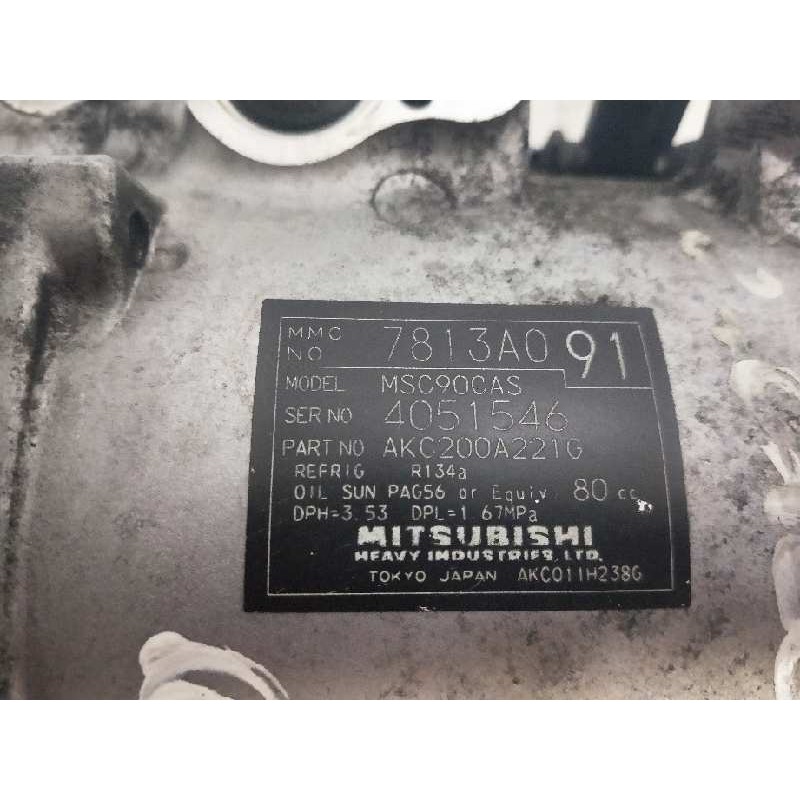 MMC NO 7813A091
MODEL MSC90CAS
SER NO 4051546
PART NO AKC200A221G
REFRIG R134a
OIL SUN PAG56 or Equiv. 80 cc
DPH=3.53 DPL=1.67MPa
MITSUBISHI
HEAVY INDUSTRIES, LTD.
TOKYO JAPAN AKC011H238G